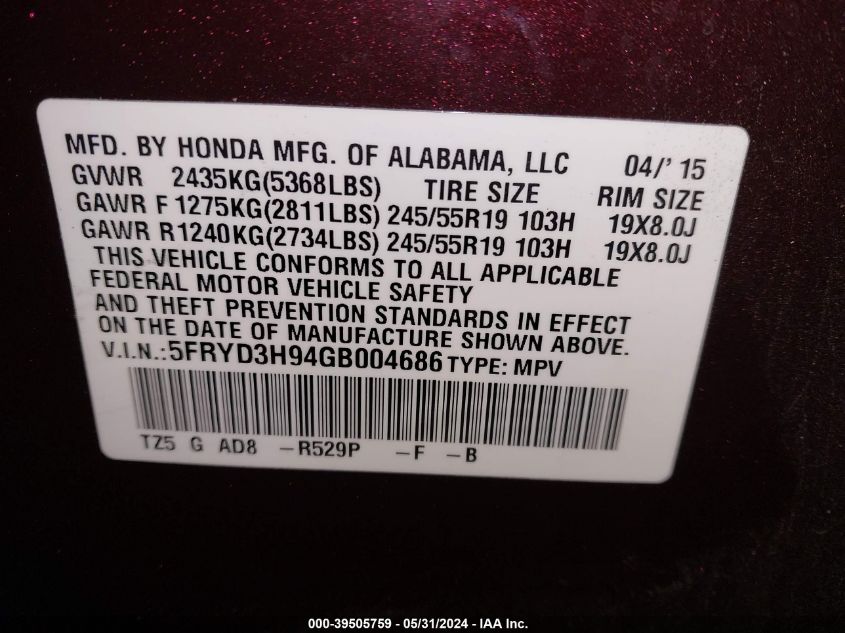 MFD. BY HONDA MFG. OF ALABAMA, LLC 04/' 15
GVWR 2435KG(5368LBS) TIRE SIZE RIM SIZE
GAWR F 1275KG(2811LBS) 245/55R19 103H 19X8.0J
GAWR R1240KG(2734LBS) 245/55R19 103H 19X8.0J
THIS VEHICLE CONFORMS TO ALL APPLICABLE
FEDERAL MOTOR VEHICLE SAFETY
AND THEFT PREVENTION STANDARDS IN EFFECT
ON THE DATE OF MANUFACTURE SHOWN ABOVE.
V.I.N.:5FRYD3H94GB004686 TYPE: MPV
TZ5 G AD8 -R529P -F -B
000-39505759 - 05/31/2024 - IAA Inc.